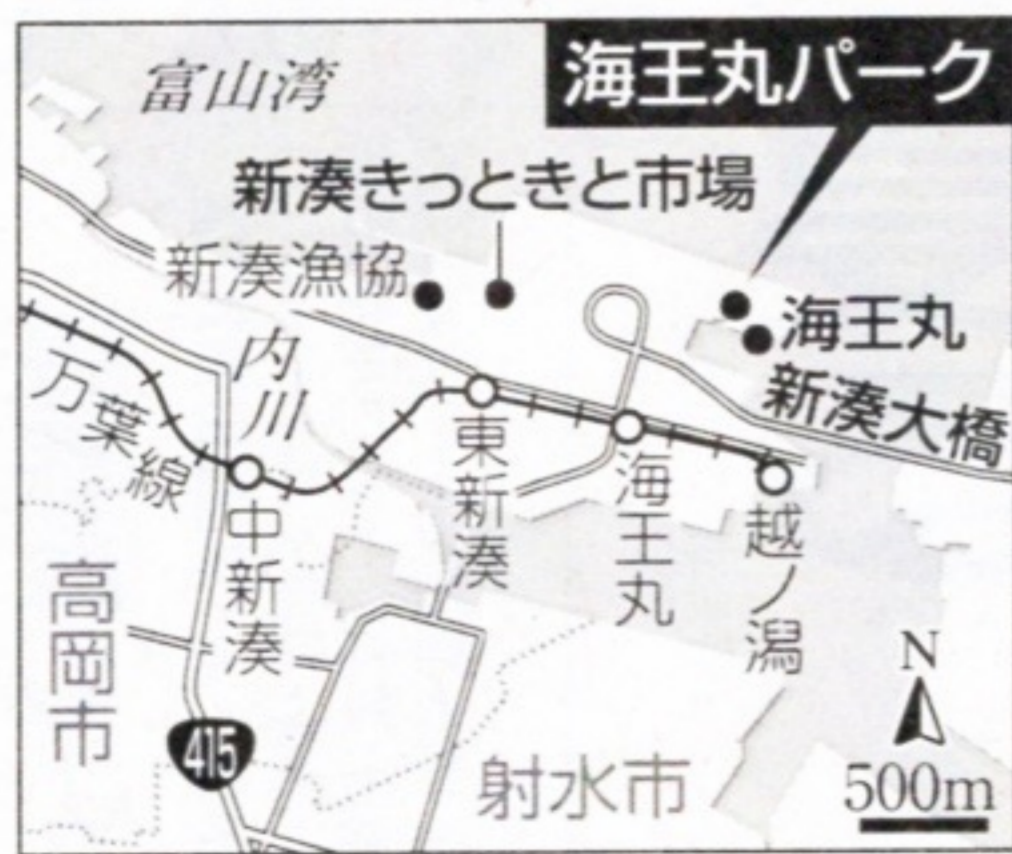 富山湾
海王丸パーク
新湊きっときと市場
新湊漁協
海王丸
内川
新湊大橋
万葉線
東新湊
海王丸
中新湊
越ノ潟
高岡市
415
射水市
N
500m